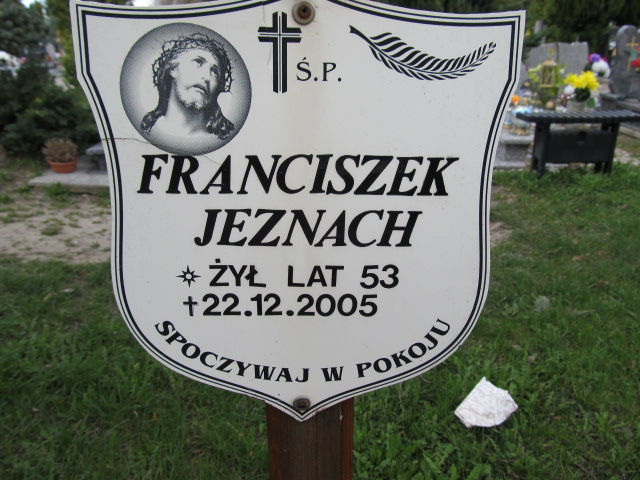 Ś.P.
FRANCISZEK
JEZNACH
ŻYŁ LAT 53
†22.12.2005
SPOCZYWAJ W POKOJU